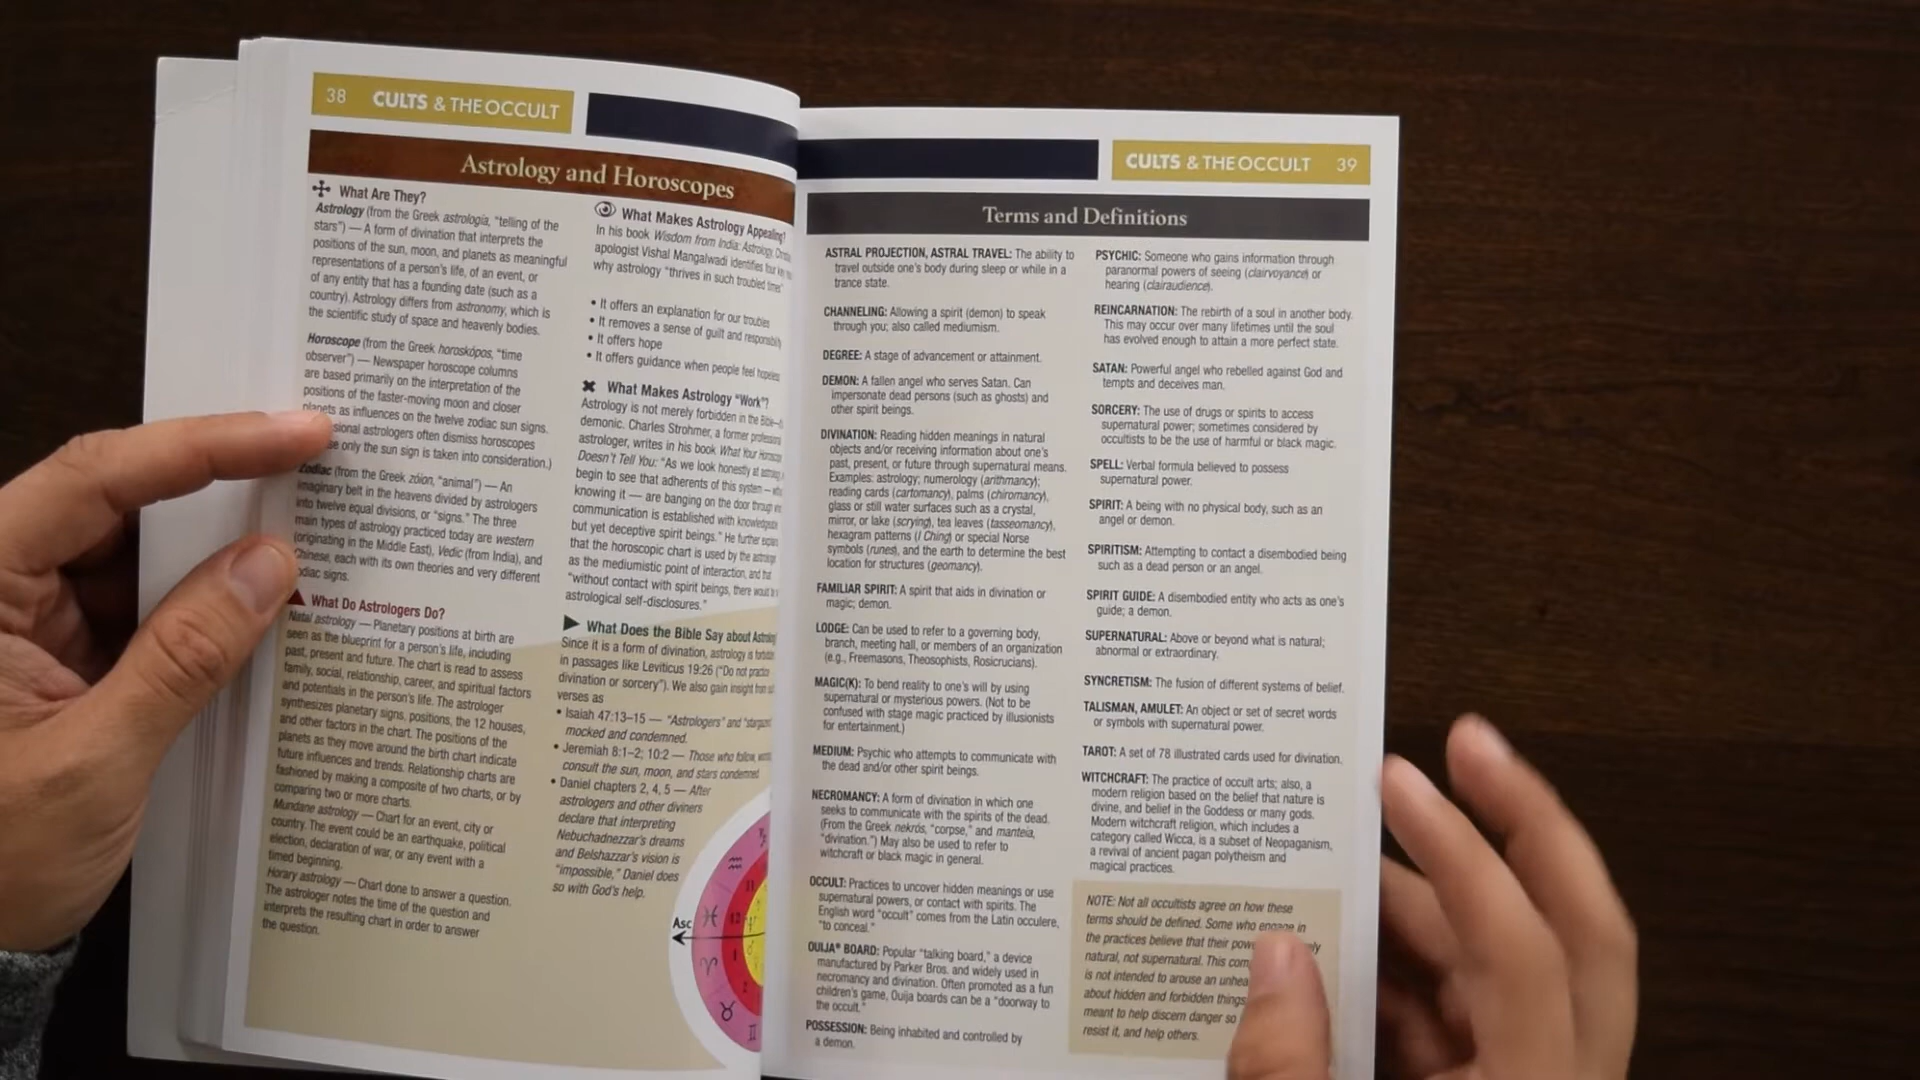 38 CULTS & THE OCCULT
Astrology and Horoscopes
What Are They?
Astrology (from the Greek astrología, “telling of the
stars”) — A form of divination that interprets the
positions of the sun, moon, and planets as meaningful
representations of a person's life, of an event, or
of any entity that has a founding date (such as a
country). Astrology differs from astronomy, which is
the scientific study of space and heavenly bodies.
Horoscope (from the Greek horoskópos, “time
observer”) — Newspaper horoscope columns
are based primarily on the interpretation of the
positions of the faster-moving moon and closer
planets as influences on the twelve zodiac sun signs.
astrologers often dismiss horoscopes
only the sun sign is taken into consideration.)
Zodiac (from the Greek zóion, “animal”) — An
imaginary belt in the heavens divided by astrologers
into twelve equal divisions, or “signs.” The three
main types of astrology practiced today are western
(originating in the Middle East), Vedic (from India), and
Chinese, each with its own theories and very different
signs.
What Do Astrologers Do?
Natal astrology — Planetary positions at birth are
seen as the blueprint for a person's life, including
past, present and future. The chart is read to assess
family, social, relationship, career, and spiritual factors
and potentials in the person's life. The astrologer
synthesizes planetary signs, positions, the 12 houses,
and other factors in the chart. The positions of the
planets as they move around the birth chart indicate
future influences and trends. Relationship charts are
fashioned by making a composite of two charts, or by
comparing two or more charts.
Mundane astrology — Chart for an event, city or
country. The event could be an earthquake, political
election, declaration of war, or any event with a
timed beginning.
Horary astrology — Chart done to answer a question.
The astrologer notes the time of the question and
interprets the resulting chart in order to answer
the question.
What Makes Astrology Appealing?
In his book Wisdom from India: Astrology,
apologist Vishal Mangalwadi identifies four
why astrology “thrives in such troubled times”
• It offers an explanation for our troubles
• It removes a sense of guilt and responsibility
• It offers hope
• It offers guidance when people feel hopeless
What Makes Astrology “Work”?
Astrology is not merely forbidden in the
demonic. Charles Strohmer, a former professional
astrologer, writes in his book What Your Horoscope
Doesn't Tell You: “As we look honestly at
begin to see that adherents of this system —
knowing it — are banging on the door through
communication is established with knowledgeable
but yet deceptive spirit beings.” He further
that the horoscopic chart is used by the astrologer
as the mediumistic point of interaction, and that
“without contact with spirit beings, there would be
astrological self-disclosures.”
What Does the Bible Say about
Since it is a form of divination, astrology is forbidden
in passages like Leviticus 19:26 (“Do not practice
divination or sorcery”). We also gain insight from
verses as
• Isaiah 47:13–15 — “Astrologers” and
mocked and condemned.
• Jeremiah 8:1–2; 10:2 — Those who follow,
consult the sun, moon, and stars condemned
• Daniel chapters 2, 4, 5 — After
astrologers and other diviners
declare that interpreting
Nebuchadnezzar's dreams
and Belshazzar's vision is
“impossible,” Daniel does
so with God's help.
Asc
12
11
1
2
CULTS & THE OCCULT 39
Terms and Definitions
ASTRAL PROJECTION, ASTRAL TRAVEL: The ability to
travel outside one's body during sleep or while in a
trance state.
CHANNELING: Allowing a spirit (demon) to speak
through you; also called mediumism.
DEGREE: A stage of advancement or attainment.
DEMON: A fallen angel who serves Satan. Can
impersonate dead persons (such as ghosts) and
other spirit beings.
DIVINATION: Reading hidden meanings in natural
objects and/or receiving information about one's
past, present, or future through supernatural means.
Examples: astrology; numerology (arithmancy);
reading cards (cartomancy), palms (chiromancy),
glass or still water surfaces such as a crystal,
mirror, or lake (scrying), tea leaves (tasseomancy),
hexagram patterns (I Ching) or special Norse
symbols (runes), and the earth to determine the best
location for structures (geomancy).
FAMILIAR SPIRIT: A spirit that aids in divination or
magic; demon.
LODGE: Can be used to refer to a governing body,
branch, meeting hall, or members of an organization
(e.g., Freemasons, Theosophists, Rosicrucians).
MAGIC(K): To bend reality to one's will by using
supernatural or mysterious powers. (Not to be
confused with stage magic practiced by illusionists
for entertainment.)
MEDIUM: Psychic who attempts to communicate with
the dead and/or other spirit beings.
NECROMANCY: A form of divination in which one
seeks to communicate with the spirits of the dead.
(From the Greek nekrós, “corpse,” and manteía,
“divination.”) May also be used to refer to
witchcraft or black magic in general.
OCCULT: Practices to uncover hidden meanings or use
supernatural powers, or contact with spirits. The
English word “occult” comes from the Latin occulere,
“to conceal.”
OUIJA® BOARD: Popular “talking board,” a device
manufactured by Parker Bros. and widely used in
necromancy and divination. Often promoted as a fun
children's game, Ouija boards can be a “doorway to
the occult.”
POSSESSION: Being inhabited and controlled by
a demon.
PSYCHIC: Someone who gains information through
paranormal powers of seeing (clairvoyance) or
hearing (clairaudience).
REINCARNATION: The rebirth of a soul in another body.
This may occur over many lifetimes until the soul
has evolved enough to attain a more perfect state.
SATAN: Powerful angel who rebelled against God and
tempts and deceives man.
SORCERY: The use of drugs or spirits to access
supernatural power; sometimes considered by
occultists to be the use of harmful or black magic.
SPELL: Verbal formula believed to possess
supernatural power.
SPIRIT: A being with no physical body, such as an
angel or demon.
SPIRITISM: Attempting to contact a disembodied being
such as a dead person or an angel.
SPIRIT GUIDE: A disembodied entity who acts as one's
guide; a demon.
SUPERNATURAL: Above or beyond what is natural;
abnormal or extraordinary.
SYNCRETISM: The fusion of different systems of belief.
TALISMAN, AMULET: An object or set of secret words
or symbols with supernatural power.
TAROT: A set of 78 illustrated cards used for divination.
WITCHCRAFT: The practice of occult arts; also, a
modern religion based on the belief that nature is
divine, and belief in the Goddess or many gods.
Modern witchcraft religion, which includes a
category called Wicca, is a subset of Neopaganism,
a revival of ancient pagan polytheism and
magical practices.
NOTE: Not all occultists agree on how these
terms should be defined. Some who engage in
the practices believe that their
natural, not supernatural. This
is not intended to arouse an
about hidden and forbidden things
meant to help discern danger so
resist it, and help others.